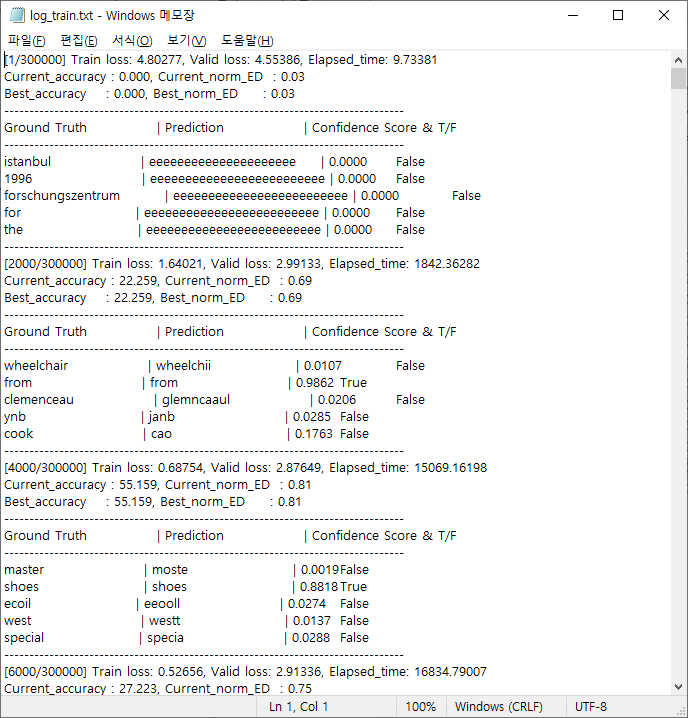 log_train.txt - Windows 메모장
파일(F) 편집(E) 서식(O) 보기(V) 도움말(H)
[1/300000] Train loss: 4.80277, Valid loss: 4.55386, Elapsed_time: 9.73381
Current_accuracy : 0.000, Current_norm_ED : 0.03
Best_accuracy : 0.000, Best_norm_ED : 0.03
--------------------------------------------------------------------------------
Ground Truth | Prediction | Confidence Score & T/F
--------------------------------------------------------------------------------
istanbul | eeeeeeeeeeeeeeeeeeeee | 0.0000 False
1996 | eeeeeeeeeeeeeeeeeeeeeeeee | 0.0000 False
forschungszentrum | eeeeeeeeeeeeeeeeeeeeeeeee | 0.0000 False
for | eeeeeeeeeeeeeeeeeeeeeeeee | 0.0000 False
the | eeeeeeeeeeeeeeeeeeeeeeeee | 0.0000 False
--------------------------------------------------------------------------------
[2000/300000] Train loss: 1.64021, Valid loss: 2.99133, Elapsed_time: 1842.36282
Current_accuracy : 22.259, Current_norm_ED : 0.69
Best_accuracy : 22.259, Best_norm_ED : 0.69
--------------------------------------------------------------------------------
Ground Truth | Prediction | Confidence Score & T/F
--------------------------------------------------------------------------------
wheelchair | wheelchii | 0.0107 False
from | from | 0.9862 True
clemenceau | glemncaaul | 0.0206 False
ynb | janb | 0.0285 False
cook | cao | 0.1763 False
--------------------------------------------------------------------------------
[4000/300000] Train loss: 0.68754, Valid loss: 2.87649, Elapsed_time: 15069.16198
Current_accuracy : 55.159, Current_norm_ED : 0.81
Best_accuracy : 55.159, Best_norm_ED : 0.81
--------------------------------------------------------------------------------
Ground Truth | Prediction | Confidence Score & T/F
--------------------------------------------------------------------------------
master | moste | 0.0019 False
shoes | shoes | 0.8818 True
ecoil | eeooll | 0.0274 False
west | westt | 0.0137 False
special | specia | 0.0288 False
--------------------------------------------------------------------------------
[6000/300000] Train loss: 0.52656, Valid loss: 2.91336, Elapsed_time: 16834.79007
Current_accuracy : 27.223, Current_norm_ED : 0.75
Ln 1, Col 1 100% Windows (CRLF) UTF-8